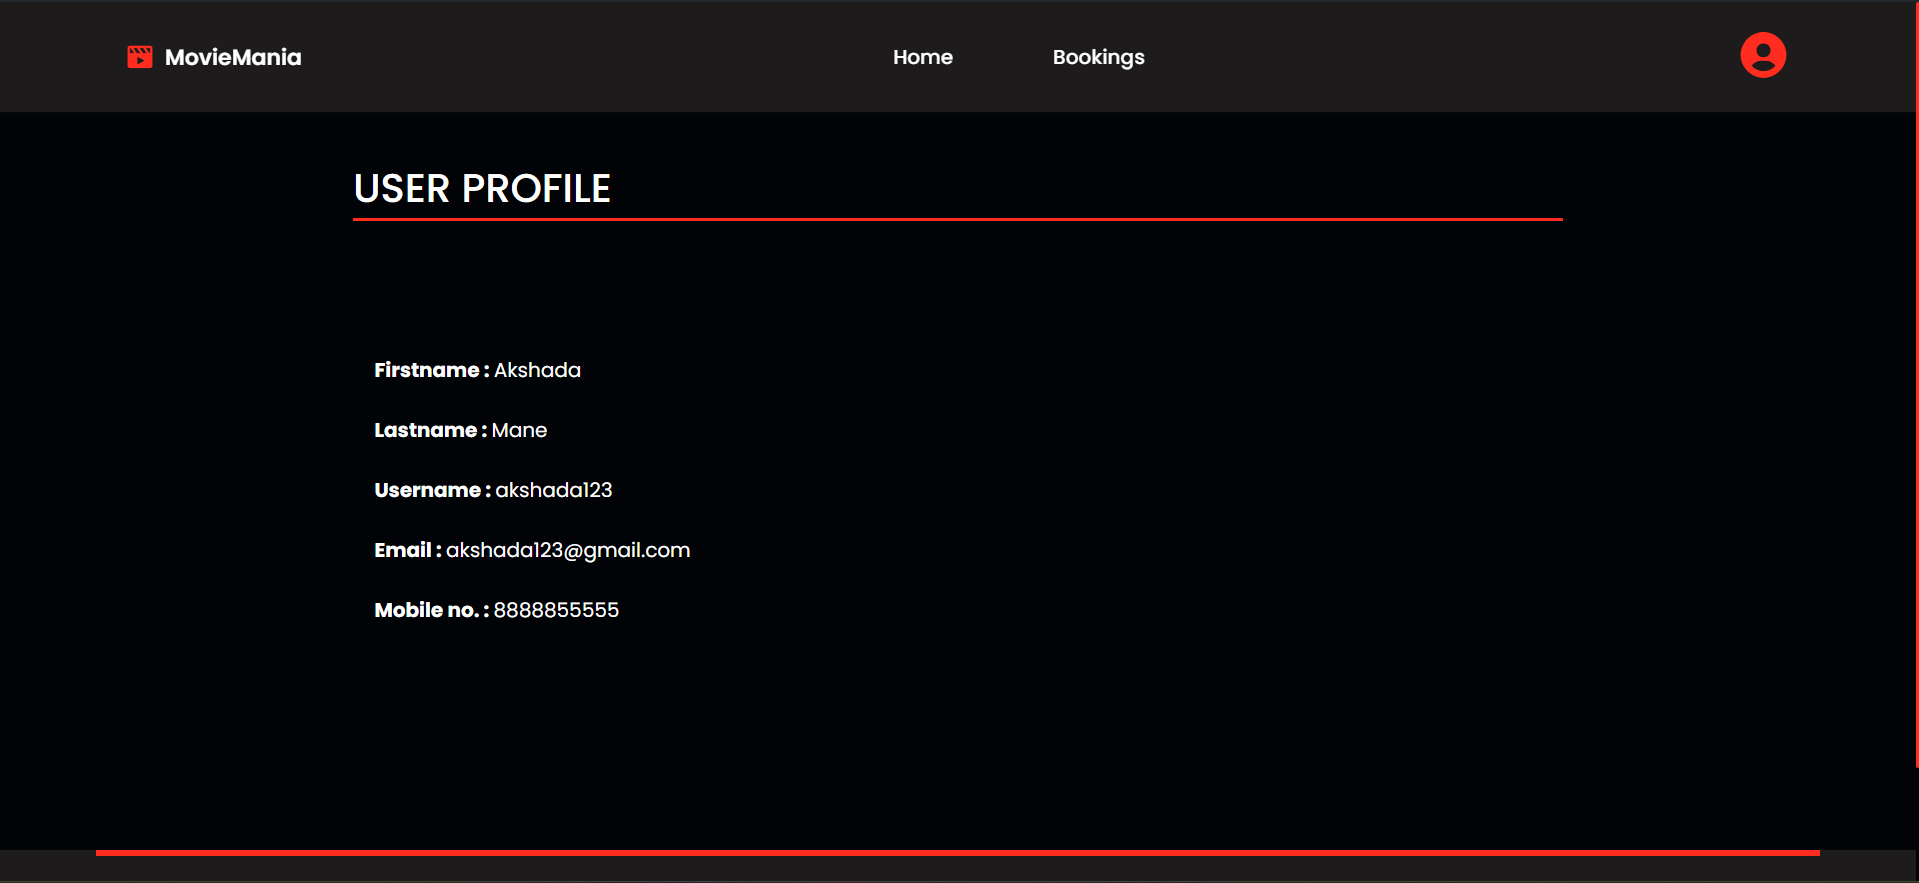 MovieMania
Home
Bookings
USER PROFILE
Firstname : Akshada
Lastname : Mane
Username : akshada123
Email : akshada123@gmail.com
Mobile no. : 8888855555